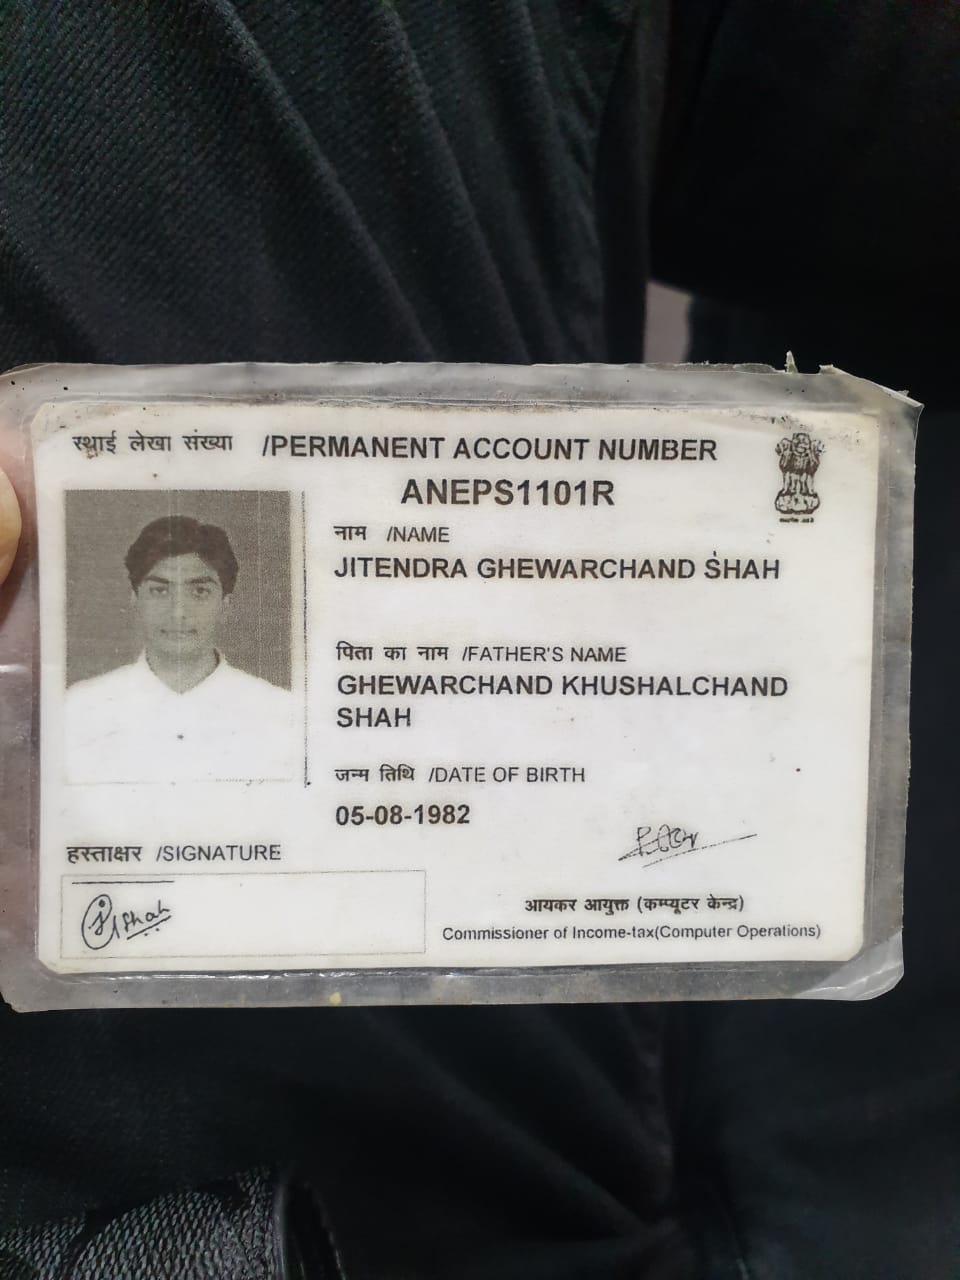 स्थाई लेखा संख्या /PERMANENT ACCOUNT NUMBER
ANEPS1101R
नाम /NAME
JITENDRA GHEWARCHAND SHAH
पिता का नाम /FATHER'S NAME
GHEWARCHAND KHUSHALCHAND
SHAH
जन्म तिथि /DATE OF BIRTH
05-08-1982
हस्ताक्षर /SIGNATURE
Shah
आयकर आयुक्त (कम्प्यूटर केन्द्र)
Commissioner of Income-tax(Computer Operations)